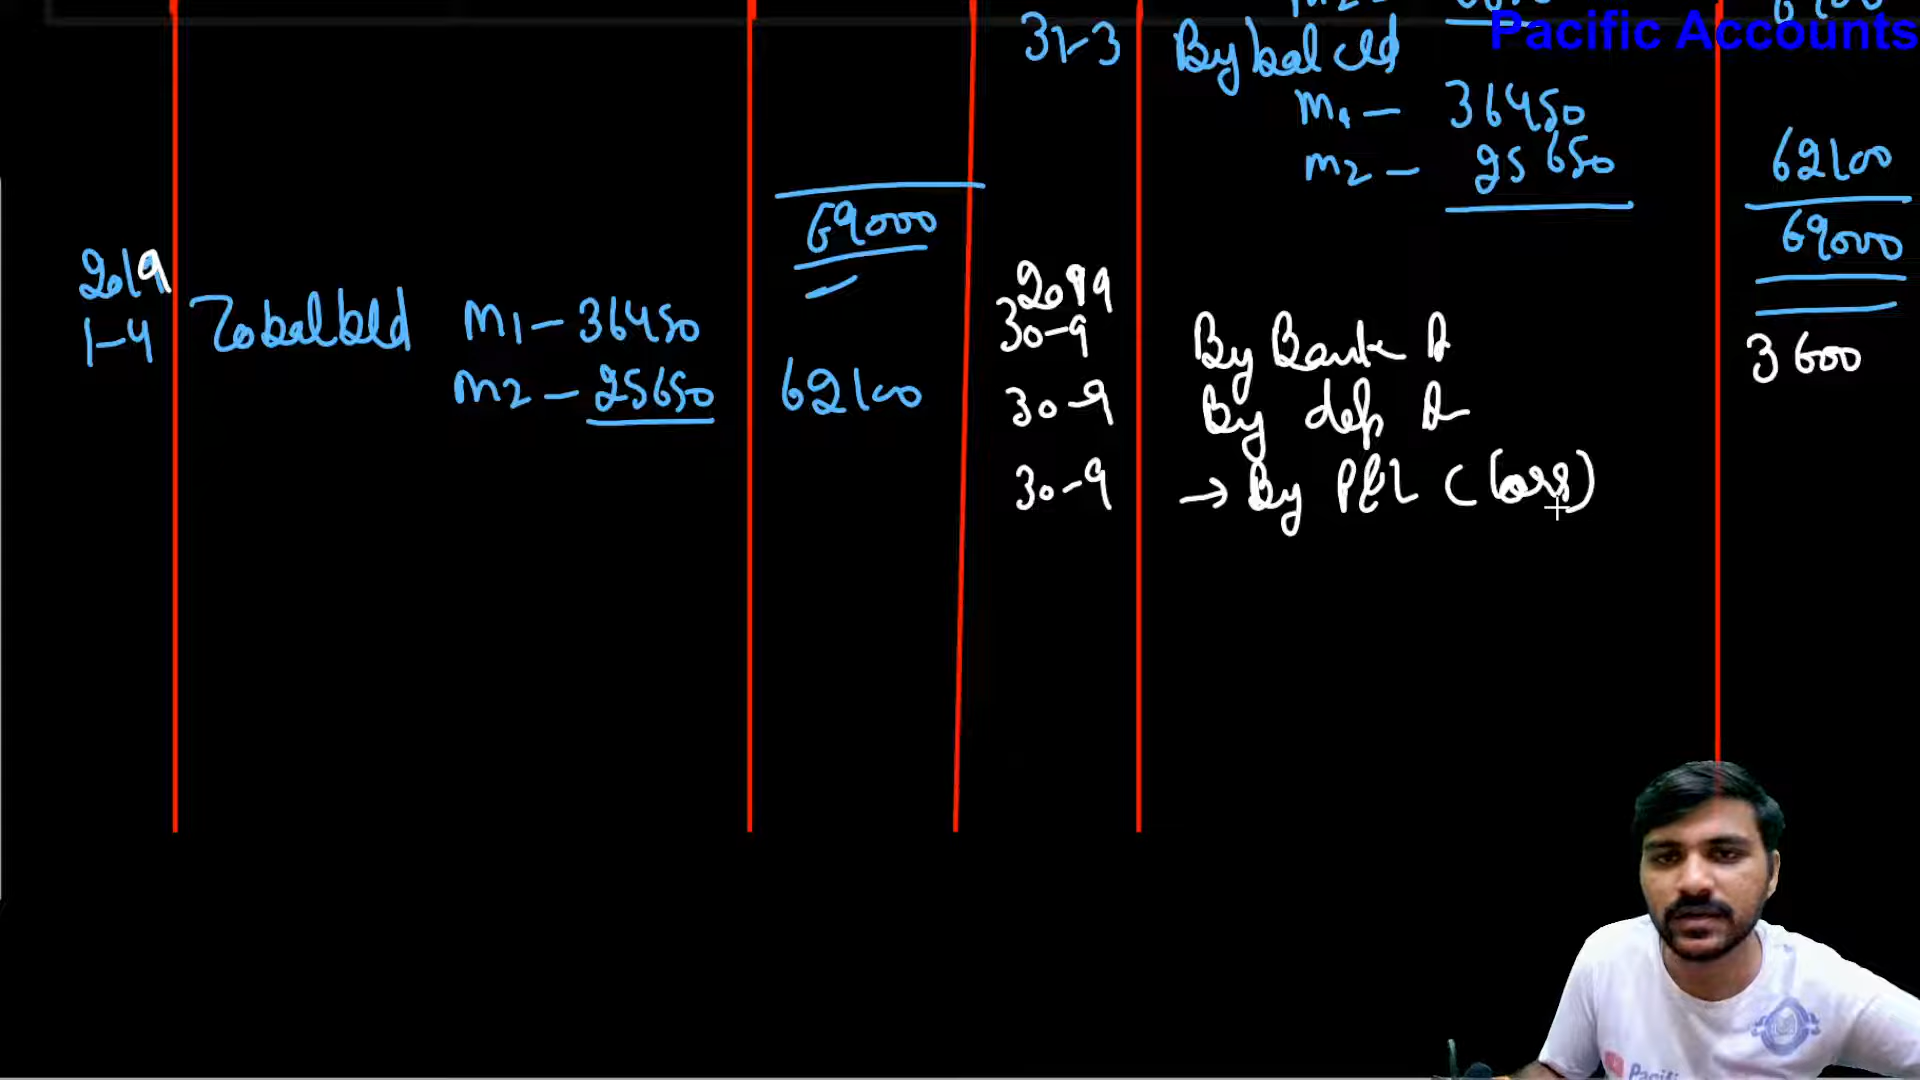 Pacific Accounts
31-3 By bal c/d
M1 - 36450
M2 - 25650 62100
69000 69000
2019 2019
1-4 To bal b/d M1 - 36450 30-9 By Bank A 3600
M2 - 25650 62100 30-9 By dep A
30-9 → By P&L (loss)